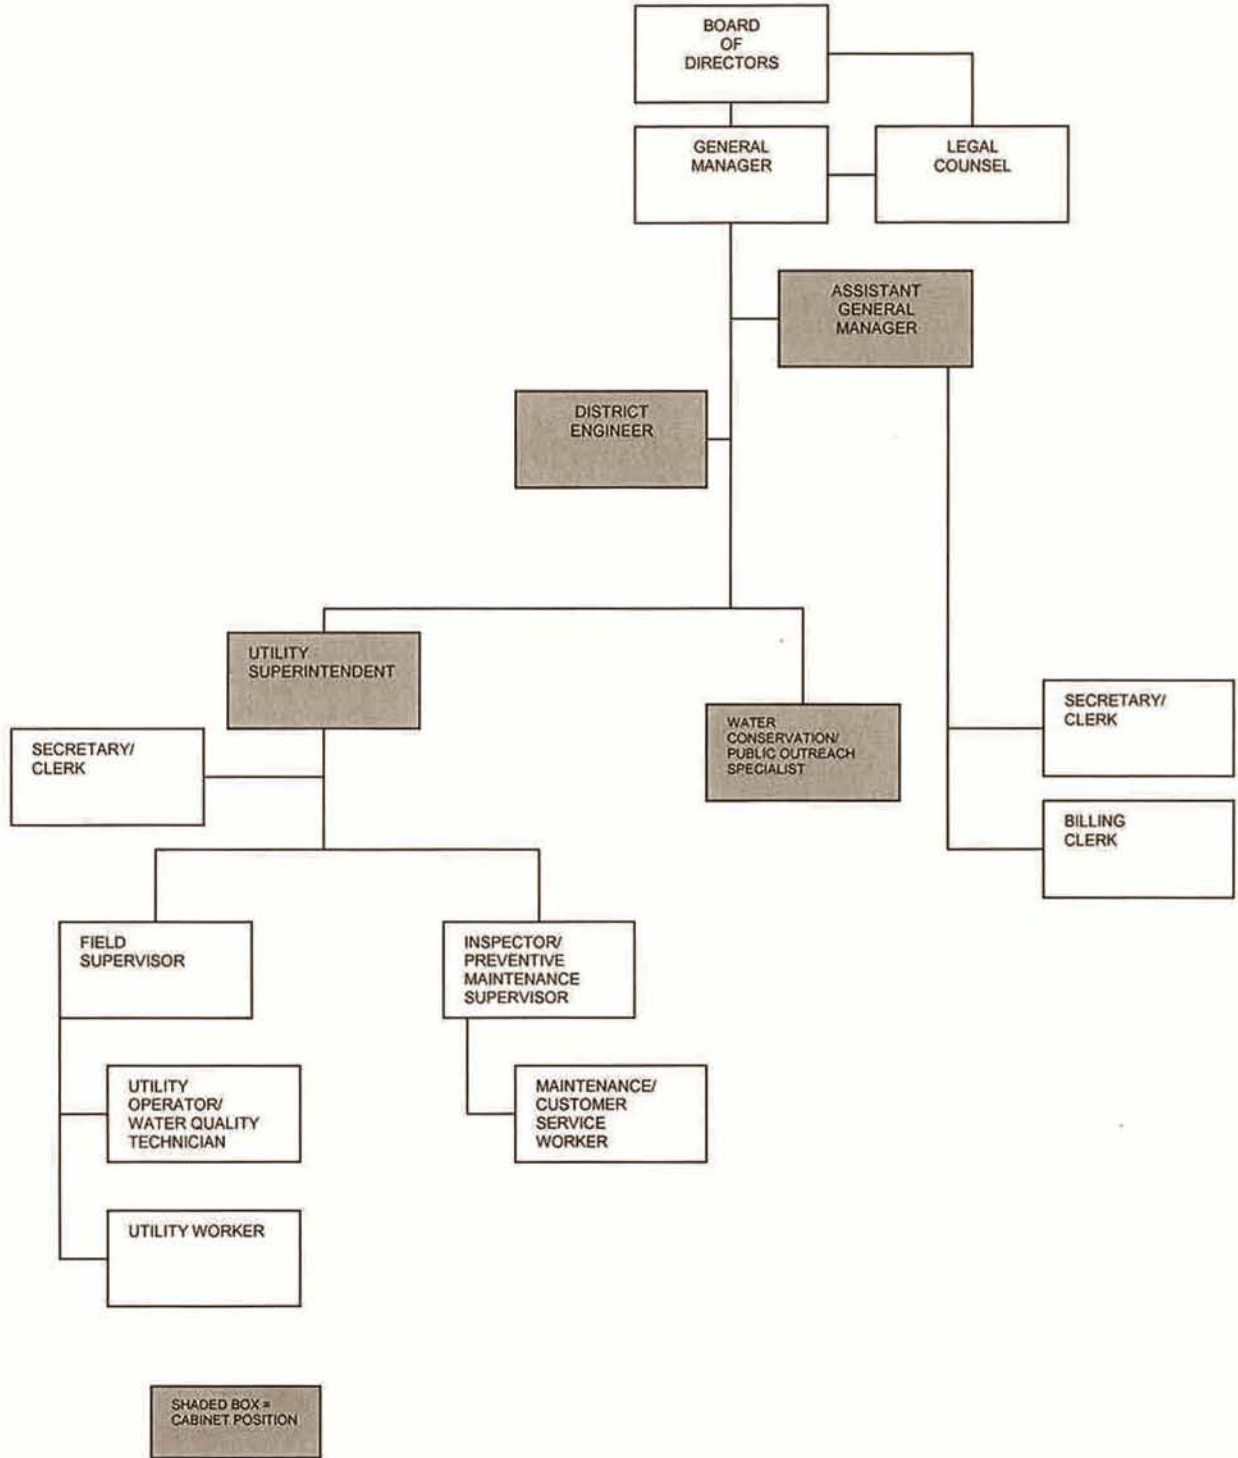 BOARD
OF
DIRECTORS
GENERAL
MANAGER
LEGAL
COUNSEL
ASSISTANT
GENERAL
MANAGER
DISTRICT
ENGINEER
UTILITY
SUPERINTENDENT
WATER
CONSERVATION/
PUBLIC OUTREACH
SPECIALIST
SECRETARY/
CLERK
SECRETARY/
CLERK
BILLING
CLERK
FIELD
SUPERVISOR
INSPECTOR/
PREVENTIVE
MAINTENANCE
SUPERVISOR
UTILITY
OPERATOR/
WATER QUALITY
TECHNICIAN
MAINTENANCE/
CUSTOMER
SERVICE
WORKER
UTILITY WORKER
SHADED BOX =
CABINET POSITION